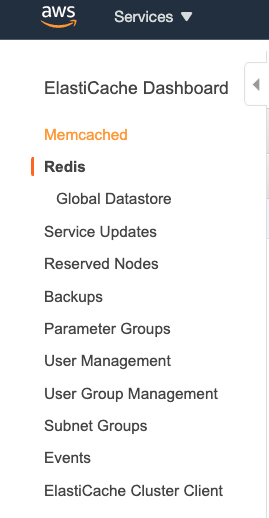 aws
Services
ElastiCache Dashboard
Memcached
Redis
Global Datastore
Service Updates
Reserved Nodes
Backups
Parameter Groups
User Management
User Group Management
Subnet Groups
Events
ElastiCache Cluster Client